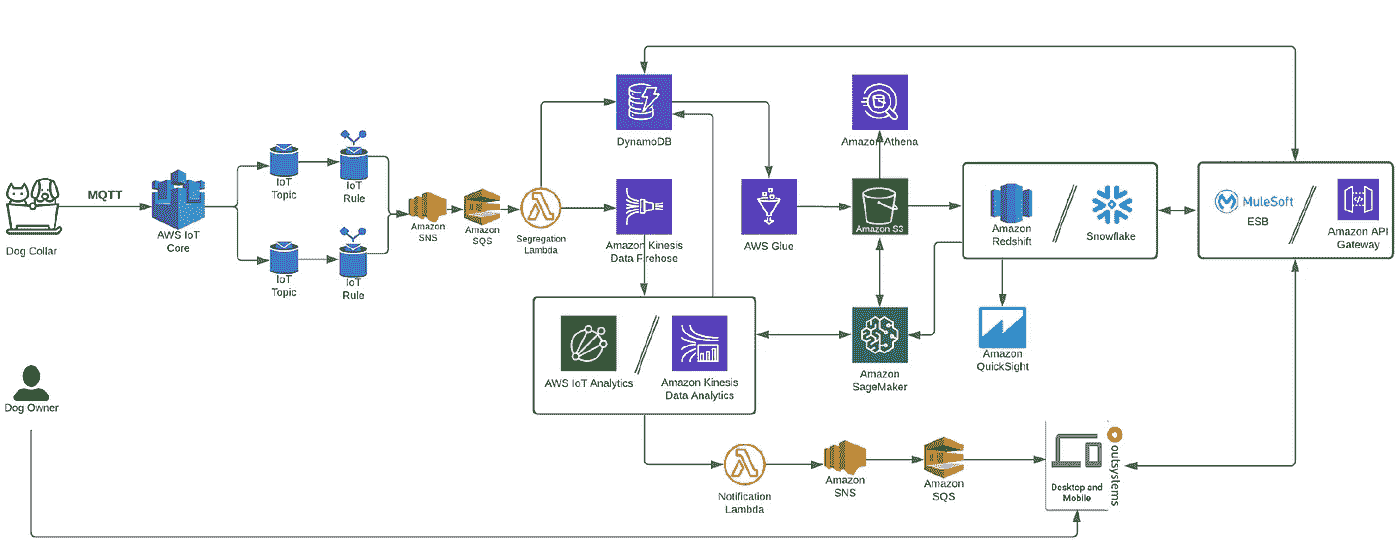 DynamoDB
Amazon Athena
MQTT
IoT
Topic
IoT
Rule
Dog Collar
AWS IoT
Core
Amazon
SNS
Amazon
SQS
Segregation
Lambda
Amazon Kinesis
Data Firehose
AWS Glue
Amazon S3
Amazon
Redshift
Snowflake
MuleSoft
ESB
Amazon API
Gateway
IoT
Topic
IoT
Rule
AWS IoT Analytics
Amazon Kinesis
Data Analytics
Amazon
SageMaker
Amazon
QuickSight
Dog Owner
Notification
Lambda
Amazon
SNS
Amazon
SQS
Desktop and
Mobile
outsystems